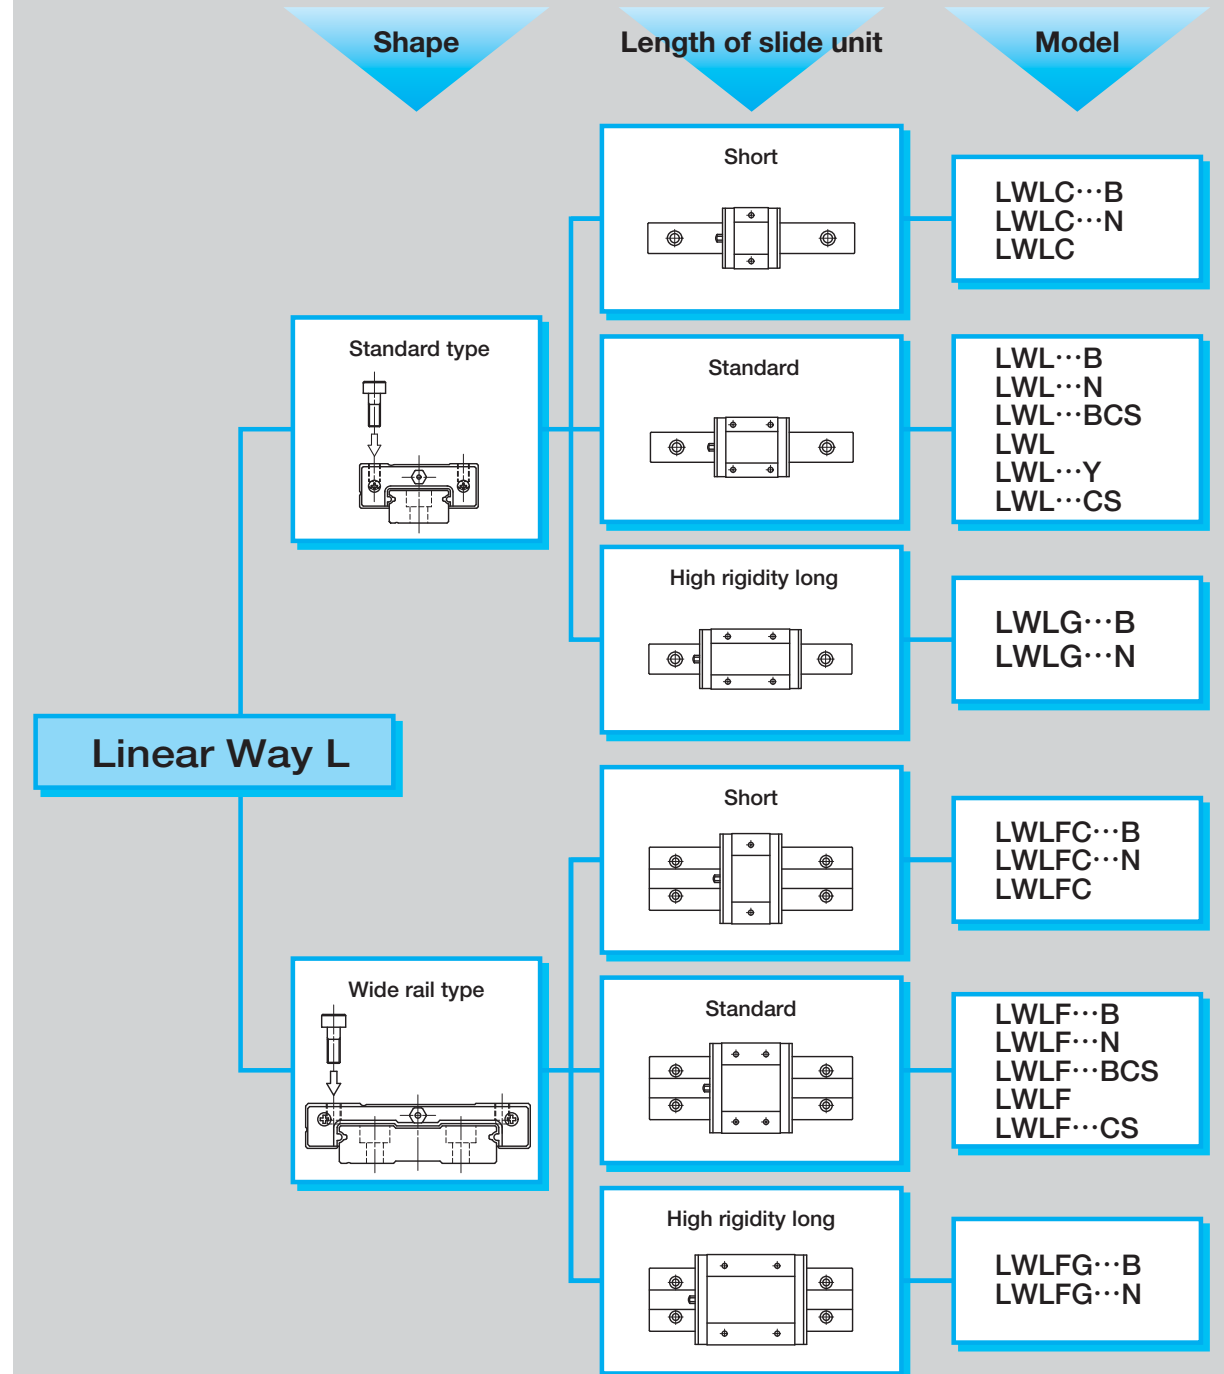 Shape
Length of slide unit
Model
Short
LWLC···B
LWLC···N
LWLC
Standard type
Standard
LWL···B
LWL···N
LWL···BCS
LWL
LWL···Y
LWL···CS
High rigidity long
LWLG···B
LWLG···N
Linear Way L
Short
LWLFC···B
LWLFC···N
LWLFC
Wide rail type
Standard
LWLF···B
LWLF···N
LWLF···BCS
LWLF
LWLF···CS
High rigidity long
LWLFG···B
LWLFG···N